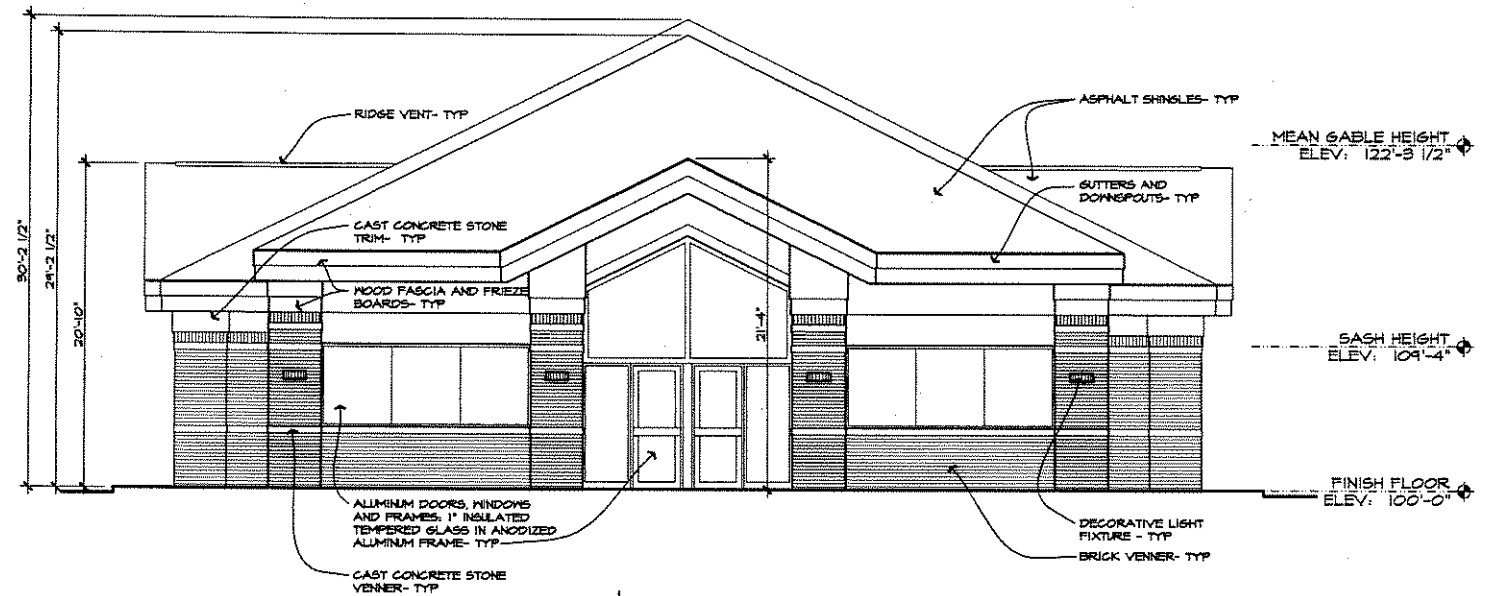 RIDGE VENT- TYP
ASPHALT SHINGLES- TYP
MEAN GABLE HEIGHT
ELEV: 122'-3 1/2"
GUTTERS AND
DOWNSPOUTS- TYP
CAST CONCRETE STONE
TRIM- TYP
30'-2 1/2"
29'-2 1/2"
20'-10"
WOOD FASCIA AND FRIEZE
BOARDS- TYP
21'-4"
SASH HEIGHT
ELEV: 109'-4"
FINISH FLOOR
ELEV: 100'-0"
ALUMINUM DOORS, WINDOWS
AND FRAMES: 1" INSULATED
TEMPERED GLASS IN ANODIZED
ALUMINUM FRAME- TYP
DECORATIVE LIGHT
FIXTURE - TYP
BRICK VENNER- TYP
CAST CONCRETE STONE
VENNER- TYP